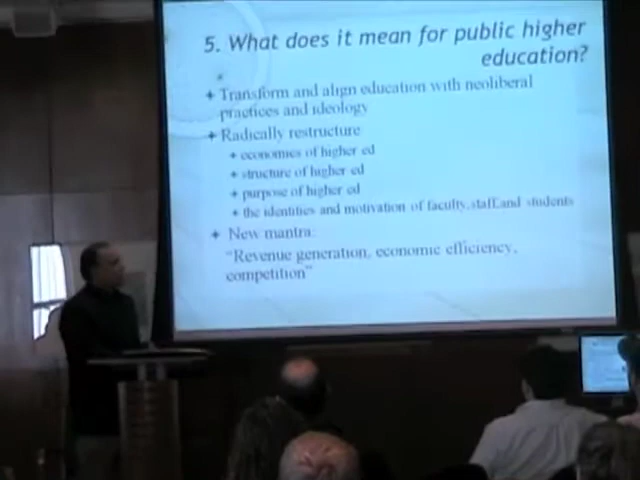 5. What does it mean for public higher
education?
Transform and align education with neoliberal
practices and ideology
Radically restructure
economies of higher ed
structure of higher ed
purpose of higher ed
the identities and motivation of faculty, staff, and students
New mantra:
"Revenue generation, economic efficiency,
competition"